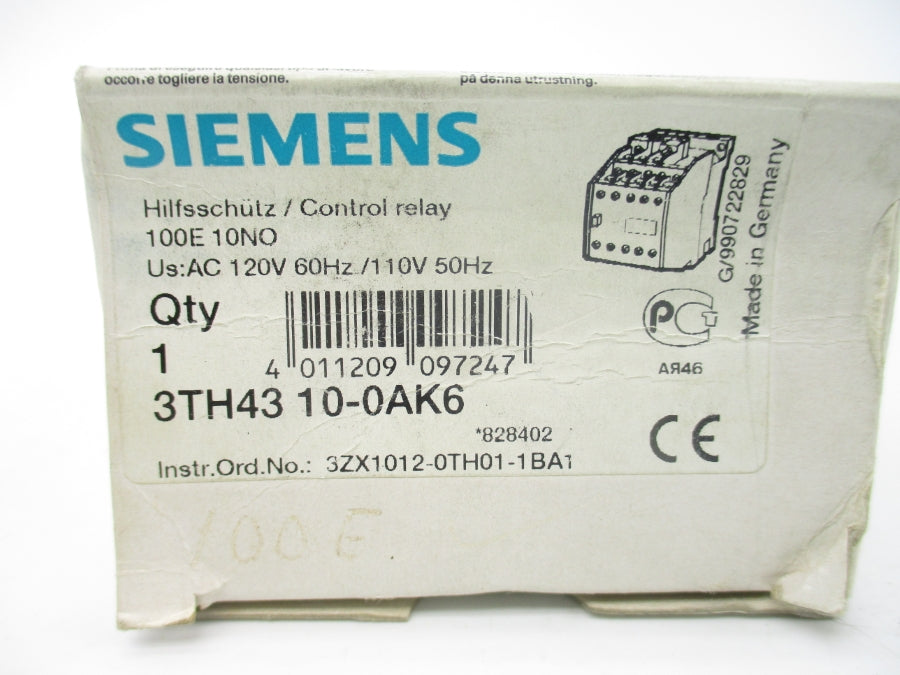 occorre togliere la tensione.
på denna utrustning.
SIEMENS
Hilfsschütz / Control relay
100E 10NO
Us:AC 120V 60Hz /110V 50Hz
Qty
1
4 011209 097247
3TH43 10-0AK6
*828402
Instr.Ord.No.: 3ZX1012-0TH01-1BA1
G/990722829
Made in Germany
PCT
АЯ46
CE
100E